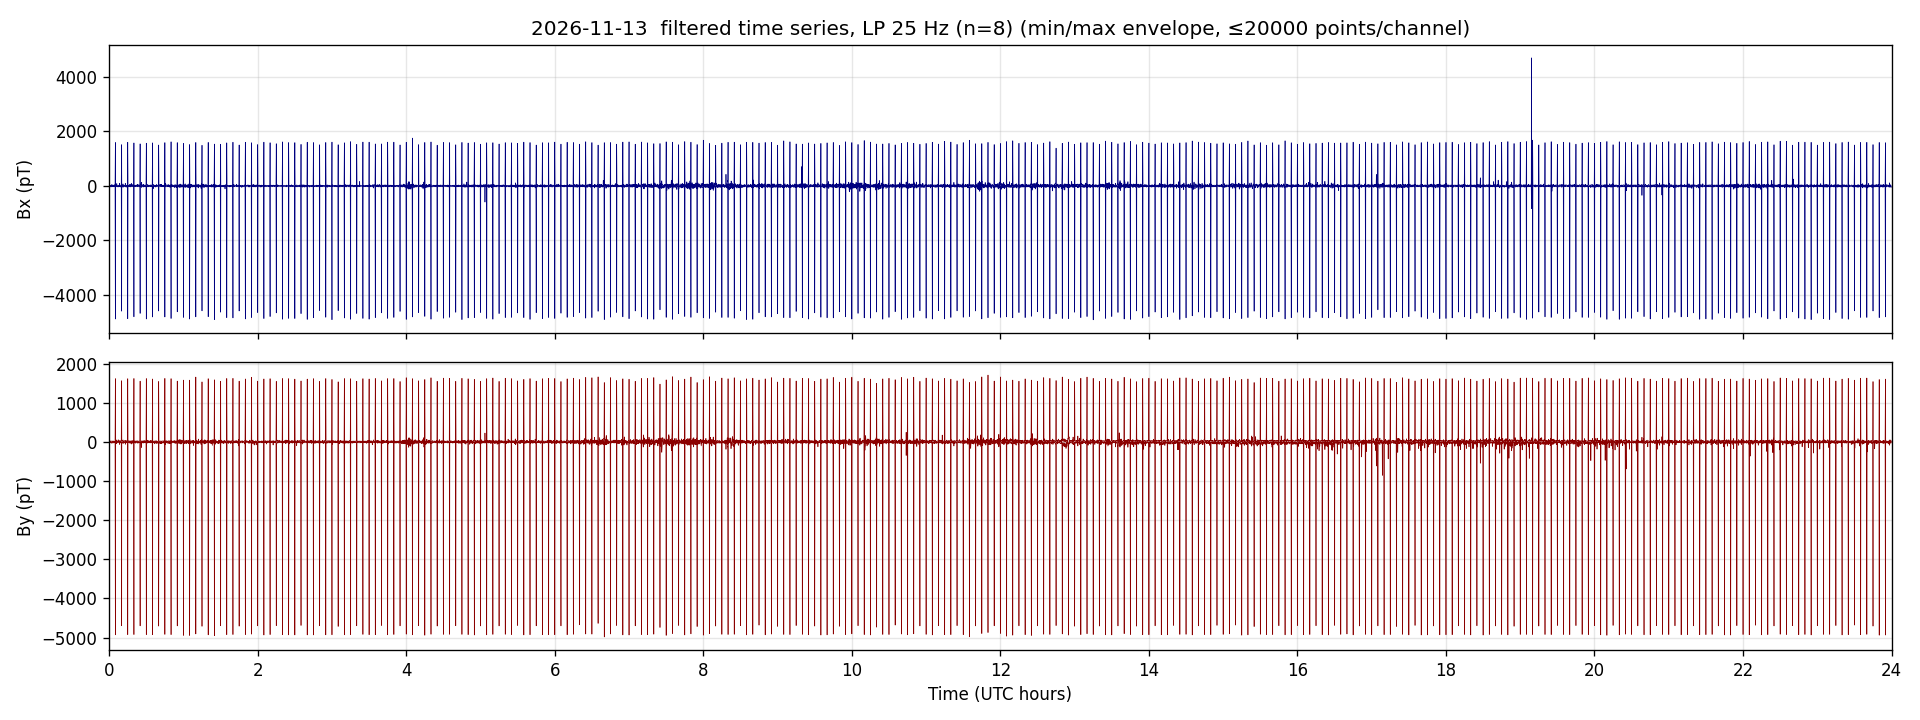 2026-11-13  filtered time series, LP 25 Hz (n=8) (min/max envelope, ≤20000 points/channel)
4000
2000
0
−2000
−4000
Bx (pT)
2000
1000
0
−1000
−2000
−3000
−4000
−5000
By (pT)
0 2 4 6 8 10 12 14 16 18 20 22 24
Time (UTC hours)